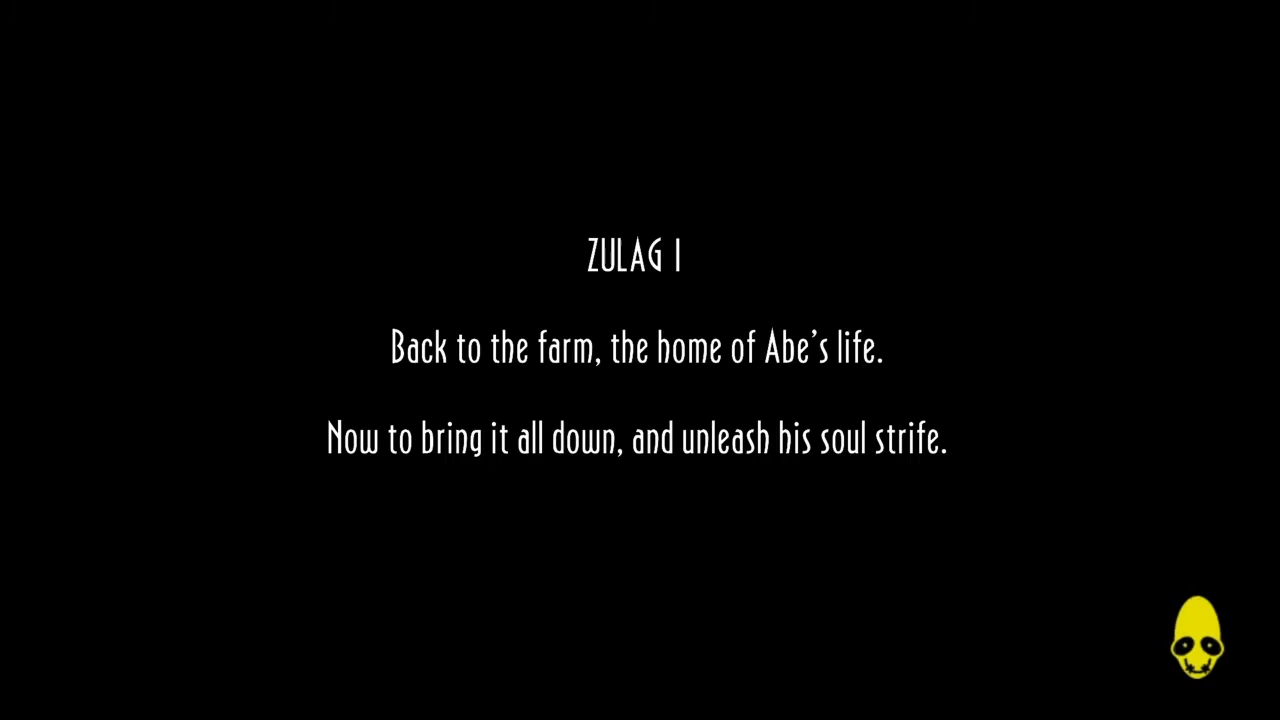 ZULAG 1
Back to the farm, the home of Abe's life.
Now to bring it all down, and unleash his soul strife.